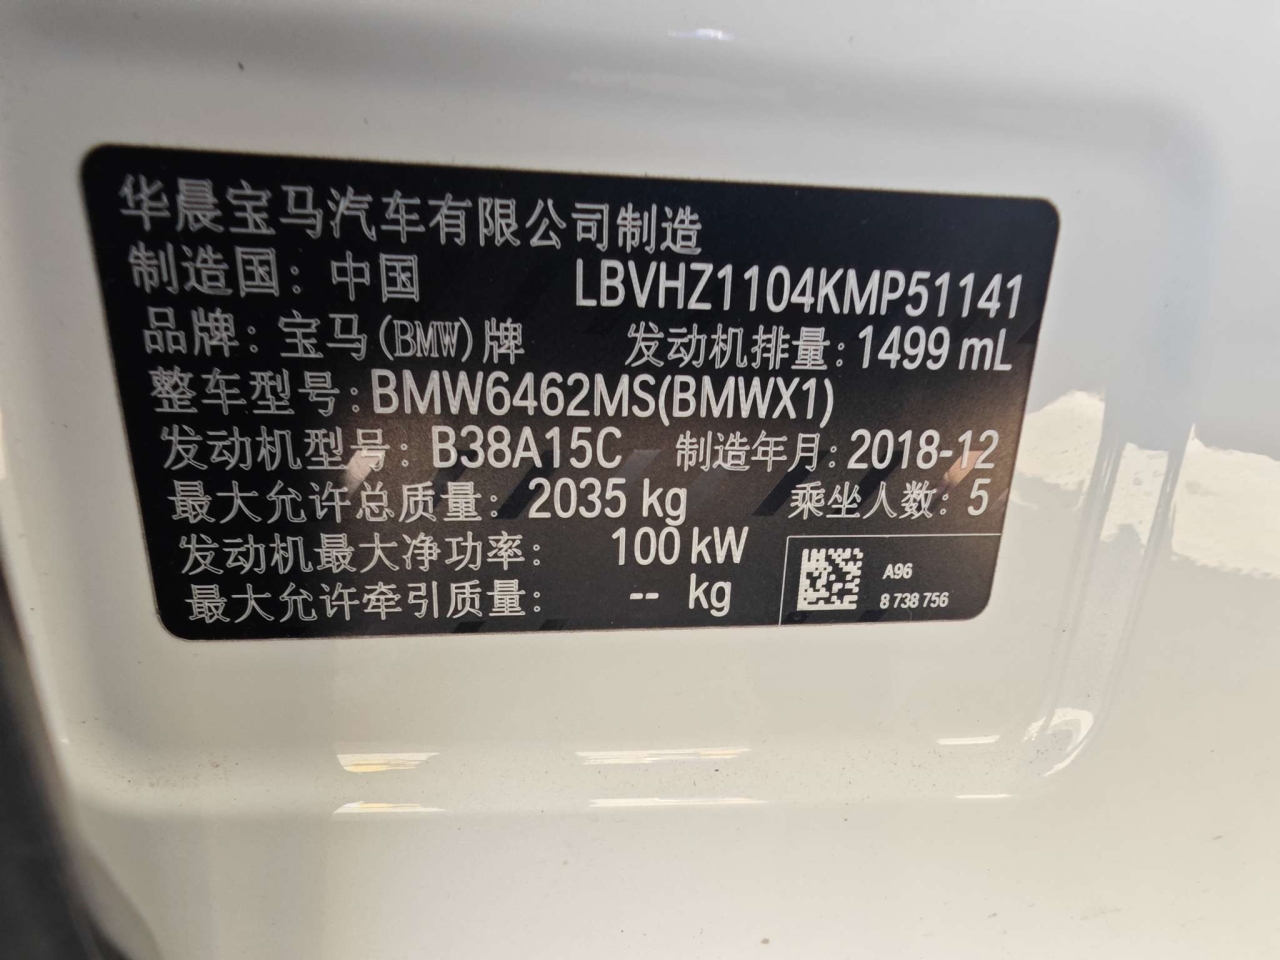 华晨宝马汽车有限公司制造
制造国：中国 LBVHZ1104KMP51141
品牌：宝马(BMW)牌 发动机排量：1499 mL
整车型号：BMW6462MS(BMWX1)
发动机型号：B38A15C 制造年月：2018-12
最大允许总质量：2035 kg 乘坐人数：5
发动机最大净功率：100 kW
最大允许牵引质量：-- kg
A96
8 738 756